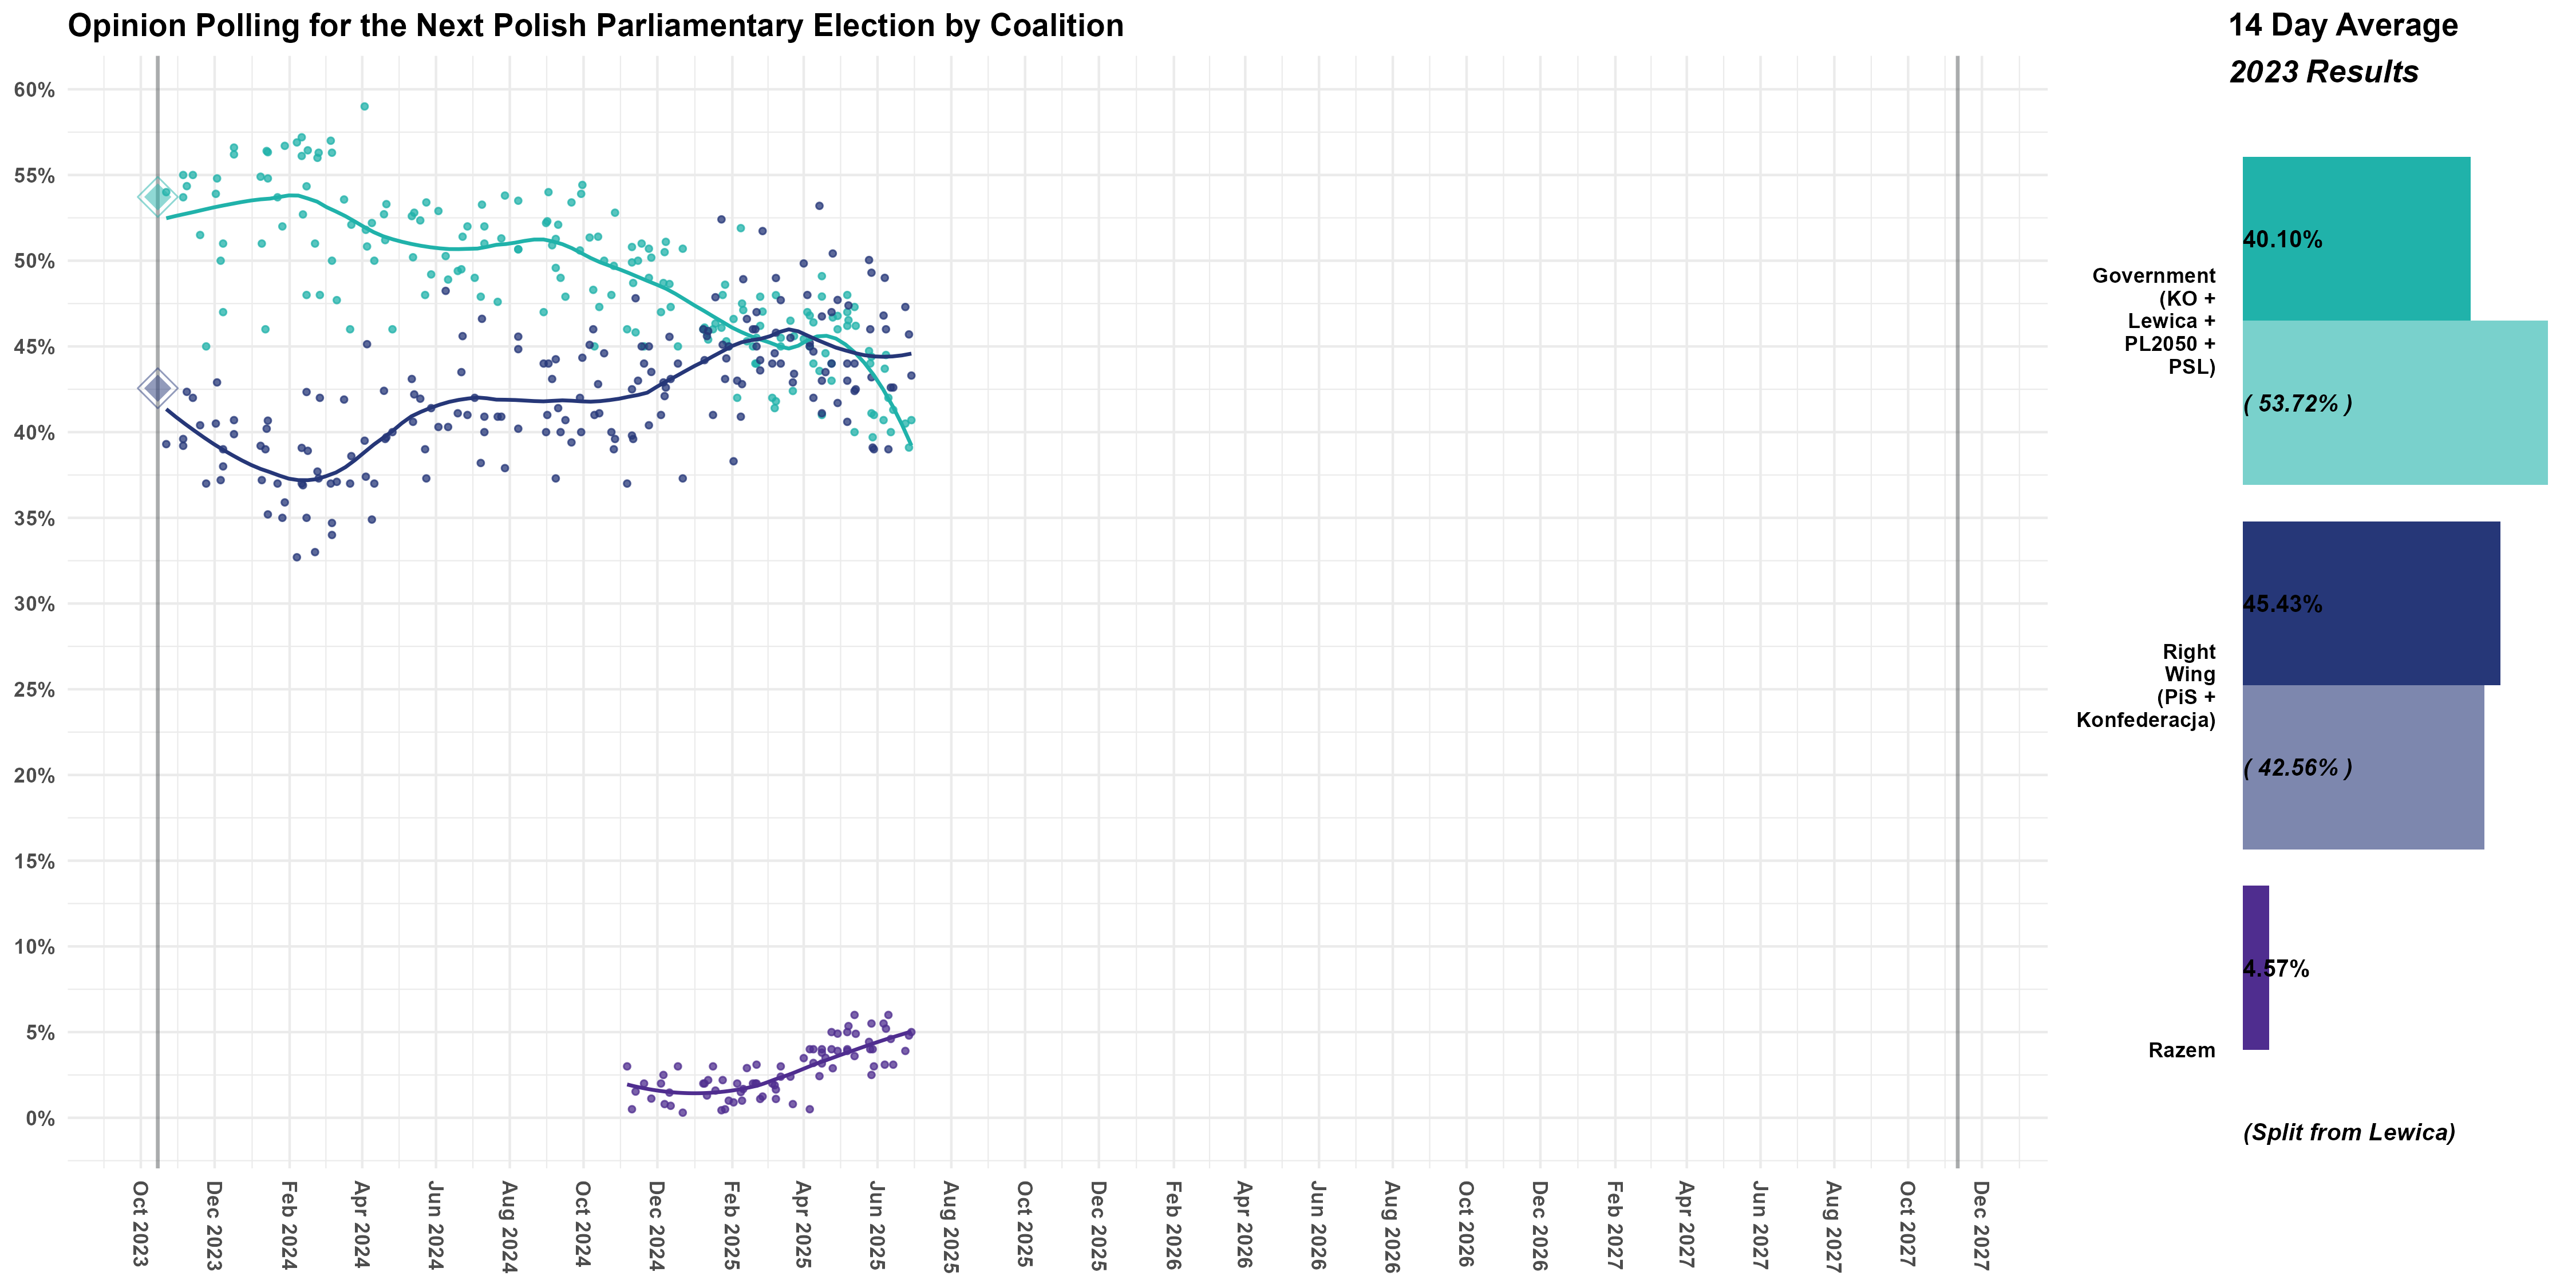 Opinion Polling for the Next Polish Parliamentary Election by Coalition
14 Day Average
2023 Results
60%
55%
50%
45%
40%
35%
30%
25%
20%
15%
10%
5%
0%
Oct 2023
Dec 2023
Feb 2024
Apr 2024
Jun 2024
Aug 2024
Oct 2024
Dec 2024
Feb 2025
Apr 2025
Jun 2025
Aug 2025
Oct 2025
Dec 2025
Feb 2026
Apr 2026
Jun 2026
Aug 2026
Oct 2026
Dec 2026
Feb 2027
Apr 2027
Jun 2027
Aug 2027
Oct 2027
Dec 2027
Government
(KO +
Lewica +
PL2050 +
PSL)
40.10%
( 53.72% )
Right
Wing
(PiS +
Konfederacja)
45.43%
( 42.56% )
Razem
4.57%
(Split from Lewica)